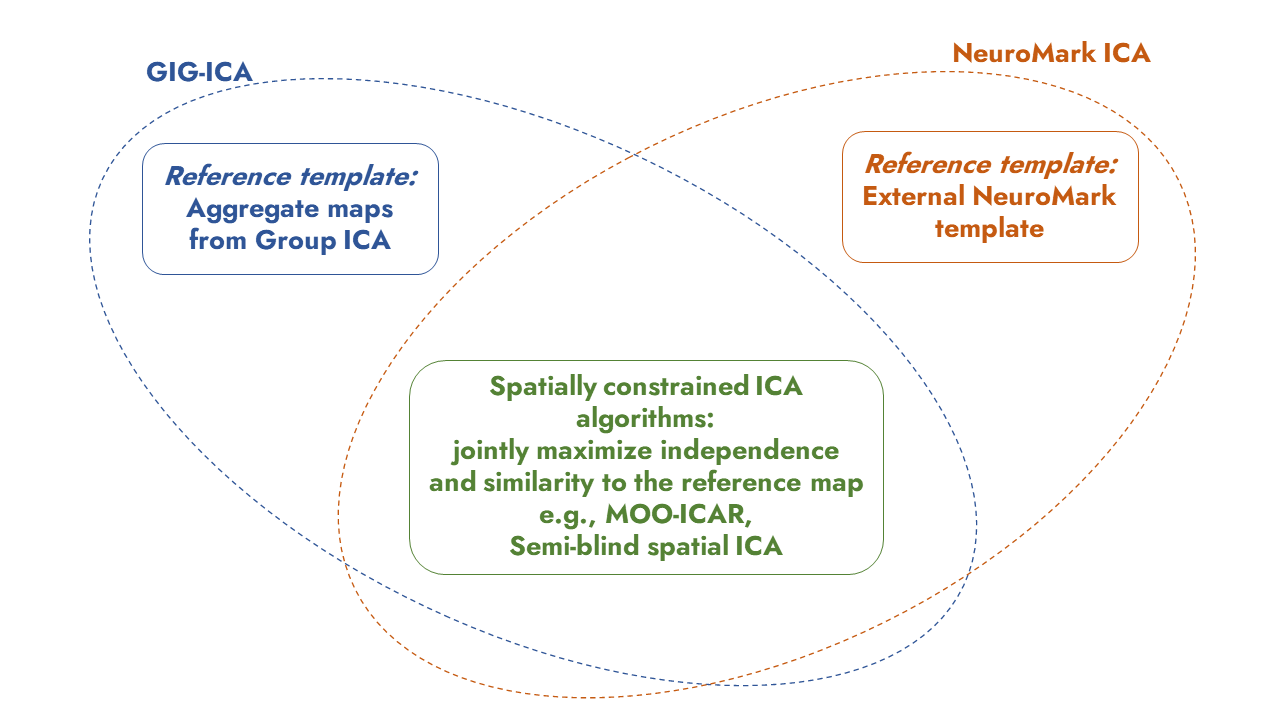 GIG-ICA
NeuroMark ICA
Reference template:
Aggregate maps
from Group ICA
Reference template:
External NeuroMark
template
Spatially constrained ICA
algorithms:
jointly maximize independence
and similarity to the reference map
e.g., MOO-ICAR,
Semi-blind spatial ICA